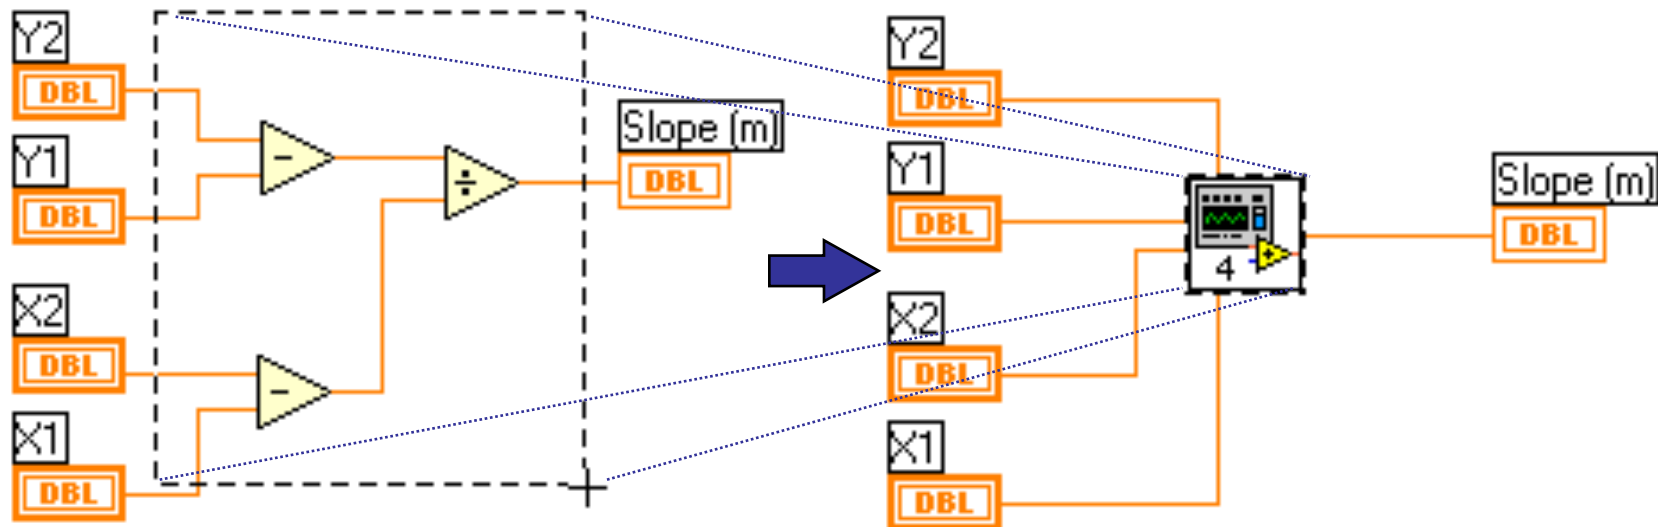 Y2
DBL
Y1
DBL
X2
DBL
X1
DBL
−
−
÷
Slope (m)
DBL
Y2
DBL
Y1
DBL
X2
DBL
X1
DBL
4
+
Slope (m)
DBL